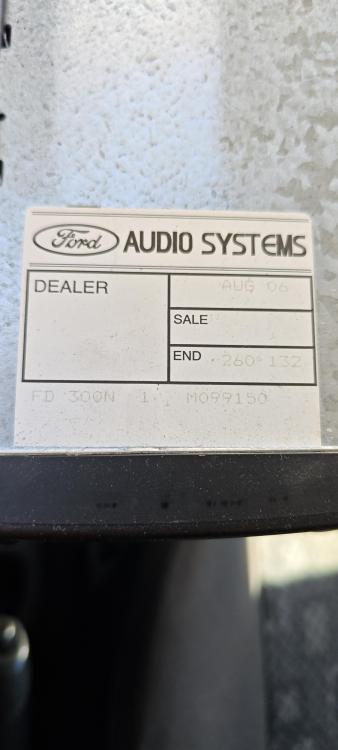 Ford AUDIO SYSTEMS
DEALER
AUG 06
SALE
END 260 132
FD 300N 1 M099150